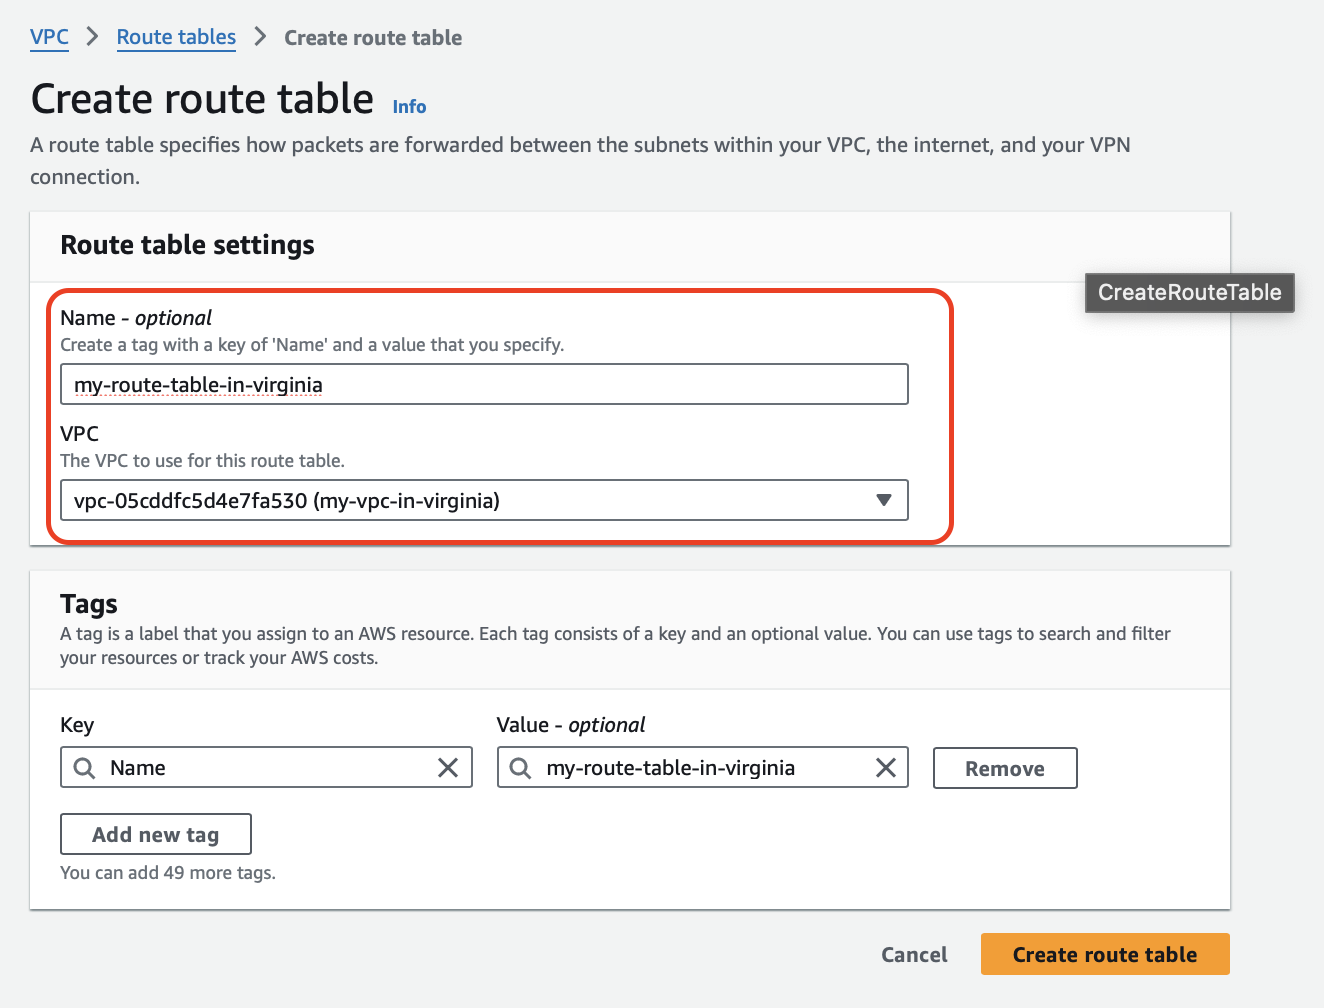 VPC > Route tables > Create route table
Create route table Info
A route table specifies how packets are forwarded between the subnets within your VPC, the internet, and your VPN
connection.
Route table settings
CreateRouteTable
Name - optional
Create a tag with a key of 'Name' and a value that you specify.
my-route-table-in-virginia
VPC
The VPC to use for this route table.
vpc-05cddfc5d4e7fa530 (my-vpc-in-virginia)
Tags
A tag is a label that you assign to an AWS resource. Each tag consists of a key and an optional value. You can use tags to search and filter
your resources or track your AWS costs.
Key Value - optional
Name my-route-table-in-virginia Remove
Add new tag
You can add 49 more tags.
Cancel Create route table